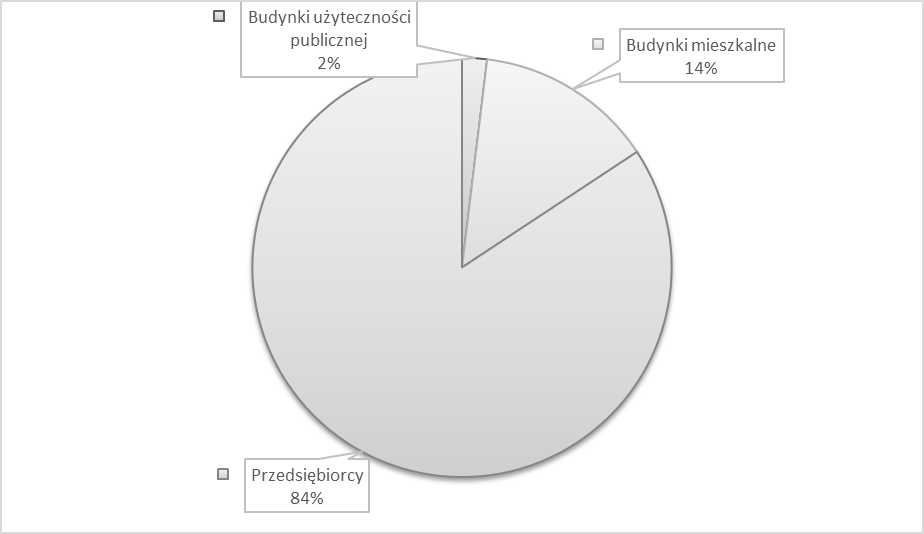 Budynki użyteczności
publicznej
2%
Budynki mieszkalne
14%
Przedsiębiorcy
84%